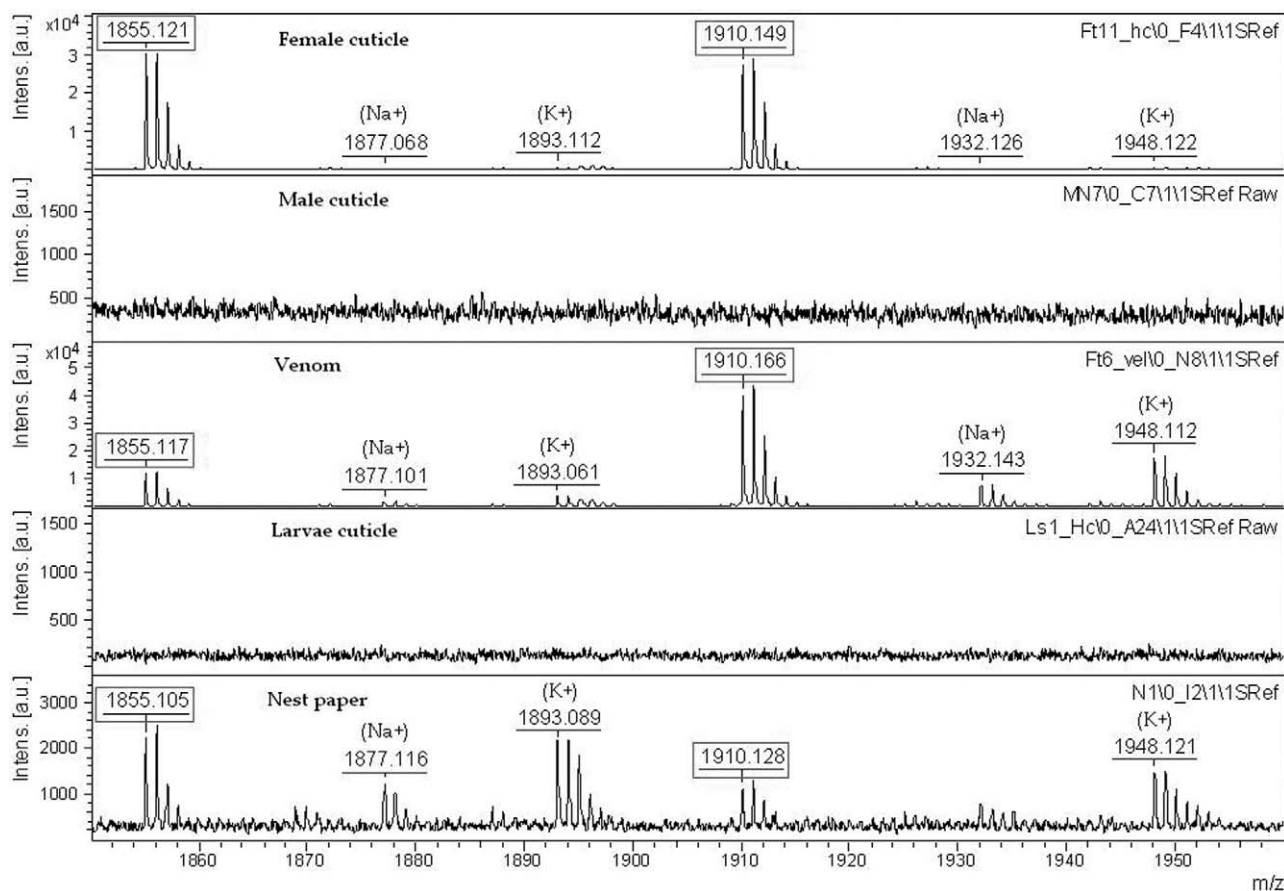 Intens. [a.u.]
x10⁴
3
2
1
1855.121
Female cuticle
(Na+)
1877.068
(K+)
1893.112
1910.149
(Na+)
1932.126
(K+)
1948.122
Ft11_hc\0_F4\1\1SRef
Intens. [a.u.]
1500
1000
500
Male cuticle
MN7\0_C7\1\1SRef Raw
Intens. [a.u.]
x10⁴
5
4
3
2
1
Venom
1855.117
(Na+)
1877.101
(K+)
1893.061
1910.166
(Na+)
1932.143
(K+)
1948.112
Ft6_vel\0_N8\1\1SRef
Intens. [a.u.]
1500
1000
500
Larvae cuticle
Ls1_Hc\0_A24\1\1SRef Raw
Intens. [a.u.]
3000
2000
1000
1855.105
Nest paper
(Na+)
1877.116
(K+)
1893.089
1910.128
(K+)
1948.121
N1\0_I2\1\1SRef
1860 1870 1880 1890 1900 1910 1920 1930 1940 1950
m/z